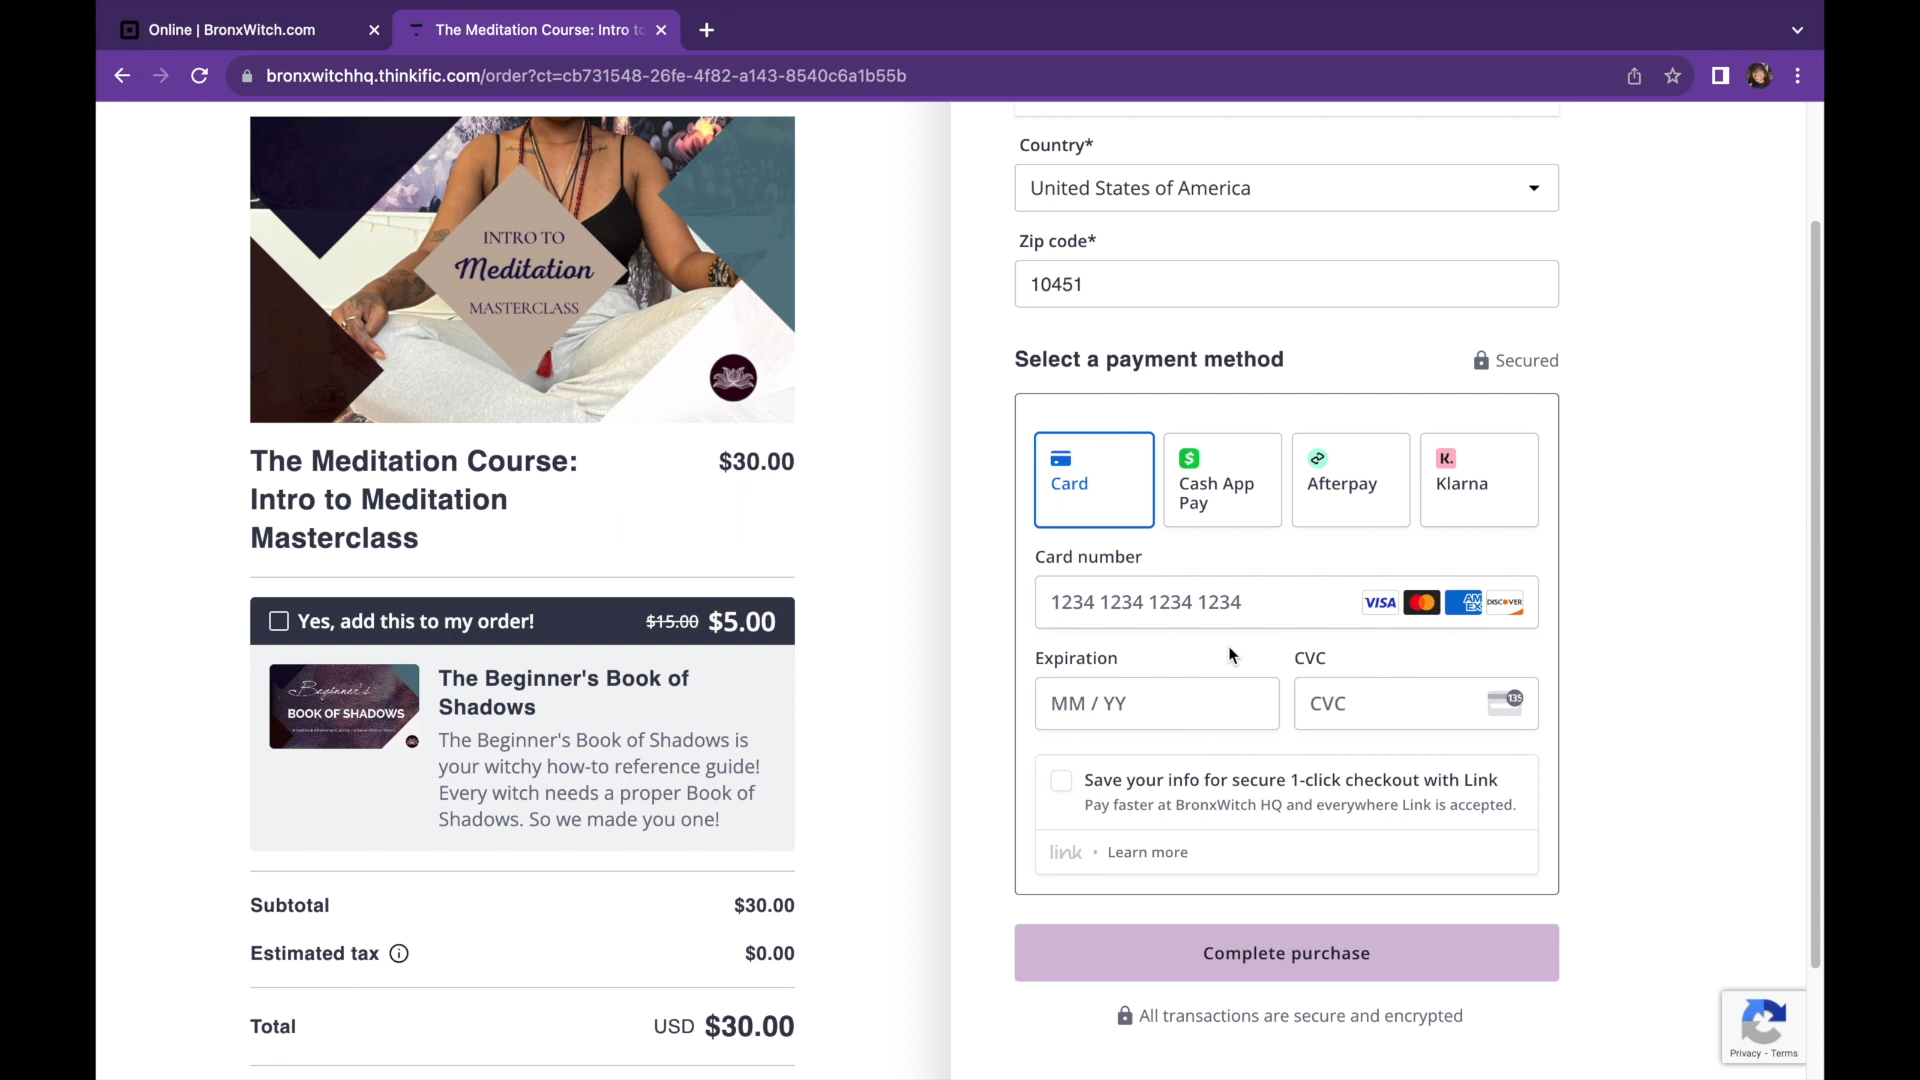 Online | BronxWitch.com
The Meditation Course: Intro to
bronxwitchhq.thinkific.com/order?ct=cb731548-26fe-4f82-a143-8540c6a1b55b
INTRO TO
Meditation
MASTERCLASS
The Meditation Course:
Intro to Meditation
Masterclass
$30.00
Yes, add this to my order!
$15.00 $5.00
Beginner's
BOOK OF SHADOWS
The Beginner's Book of
Shadows
The Beginner's Book of Shadows is
your witchy how-to reference guide!
Every witch needs a proper Book of
Shadows. So we made you one!
Subtotal
$30.00
Estimated tax
$0.00
Total
USD $30.00
Country*
United States of America
Zip code*
10451
Select a payment method
Secured
Card
Cash App
Pay
Afterpay
K.
Klarna
Card number
1234 1234 1234 1234
VISA
AM
EX
DISCOVER
Expiration
CVC
MM / YY
CVC
135
Save your info for secure 1-click checkout with Link
Pay faster at BronxWitch HQ and everywhere Link is accepted.
link • Learn more
Complete purchase
All transactions are secure and encrypted
Privacy - Terms